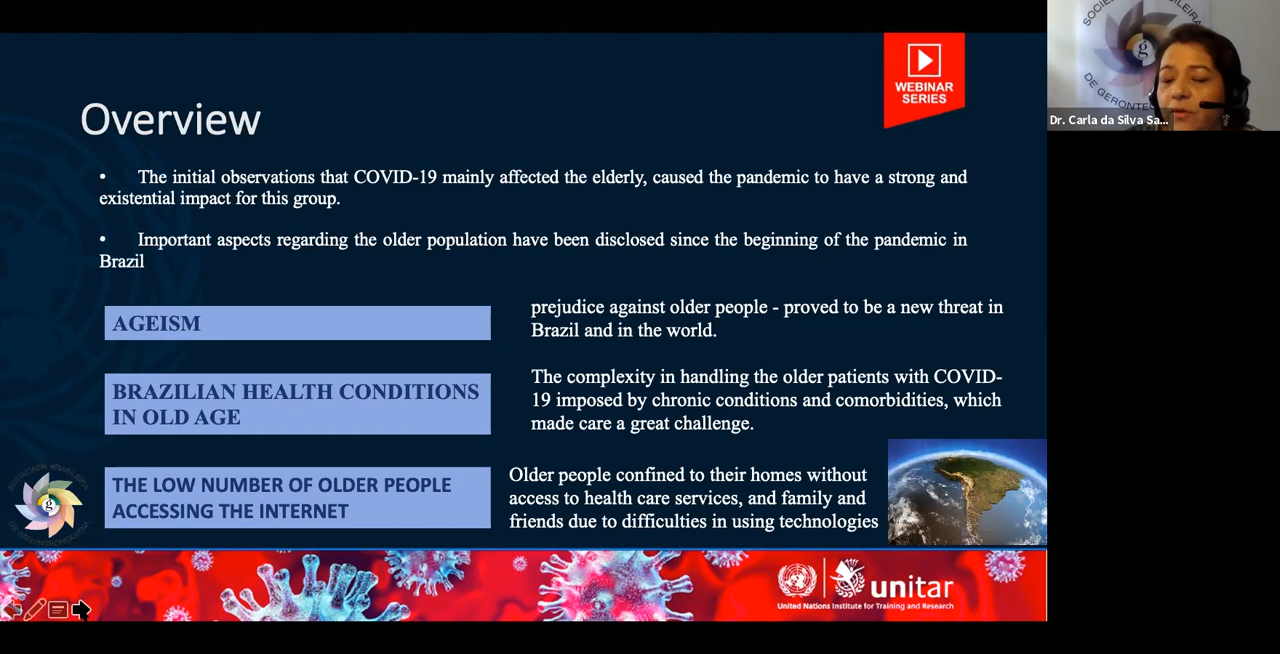 WEBINAR
SERIES
Overview
• The initial observations that COVID-19 mainly affected the elderly, caused the pandemic to have a strong and
existential impact for this group.
• Important aspects regarding the older population have been disclosed since the beginning of the pandemic in
Brazil
AGEISM
prejudice against older people - proved to be a new threat in
Brazil and in the world.
BRAZILIAN HEALTH CONDITIONS
IN OLD AGE
The complexity in handling the older patients with COVID-
19 imposed by chronic conditions and comorbidities, which
made care a great challenge.
THE LOW NUMBER OF OLDER PEOPLE
ACCESSING THE INTERNET
Older people confined to their homes without
access to health care services, and family and
friends due to difficulties in using technologies
unitar
United Nations Institute for Training and Research
g
DE GERONTE
Dr. Carla da Silva Sa...